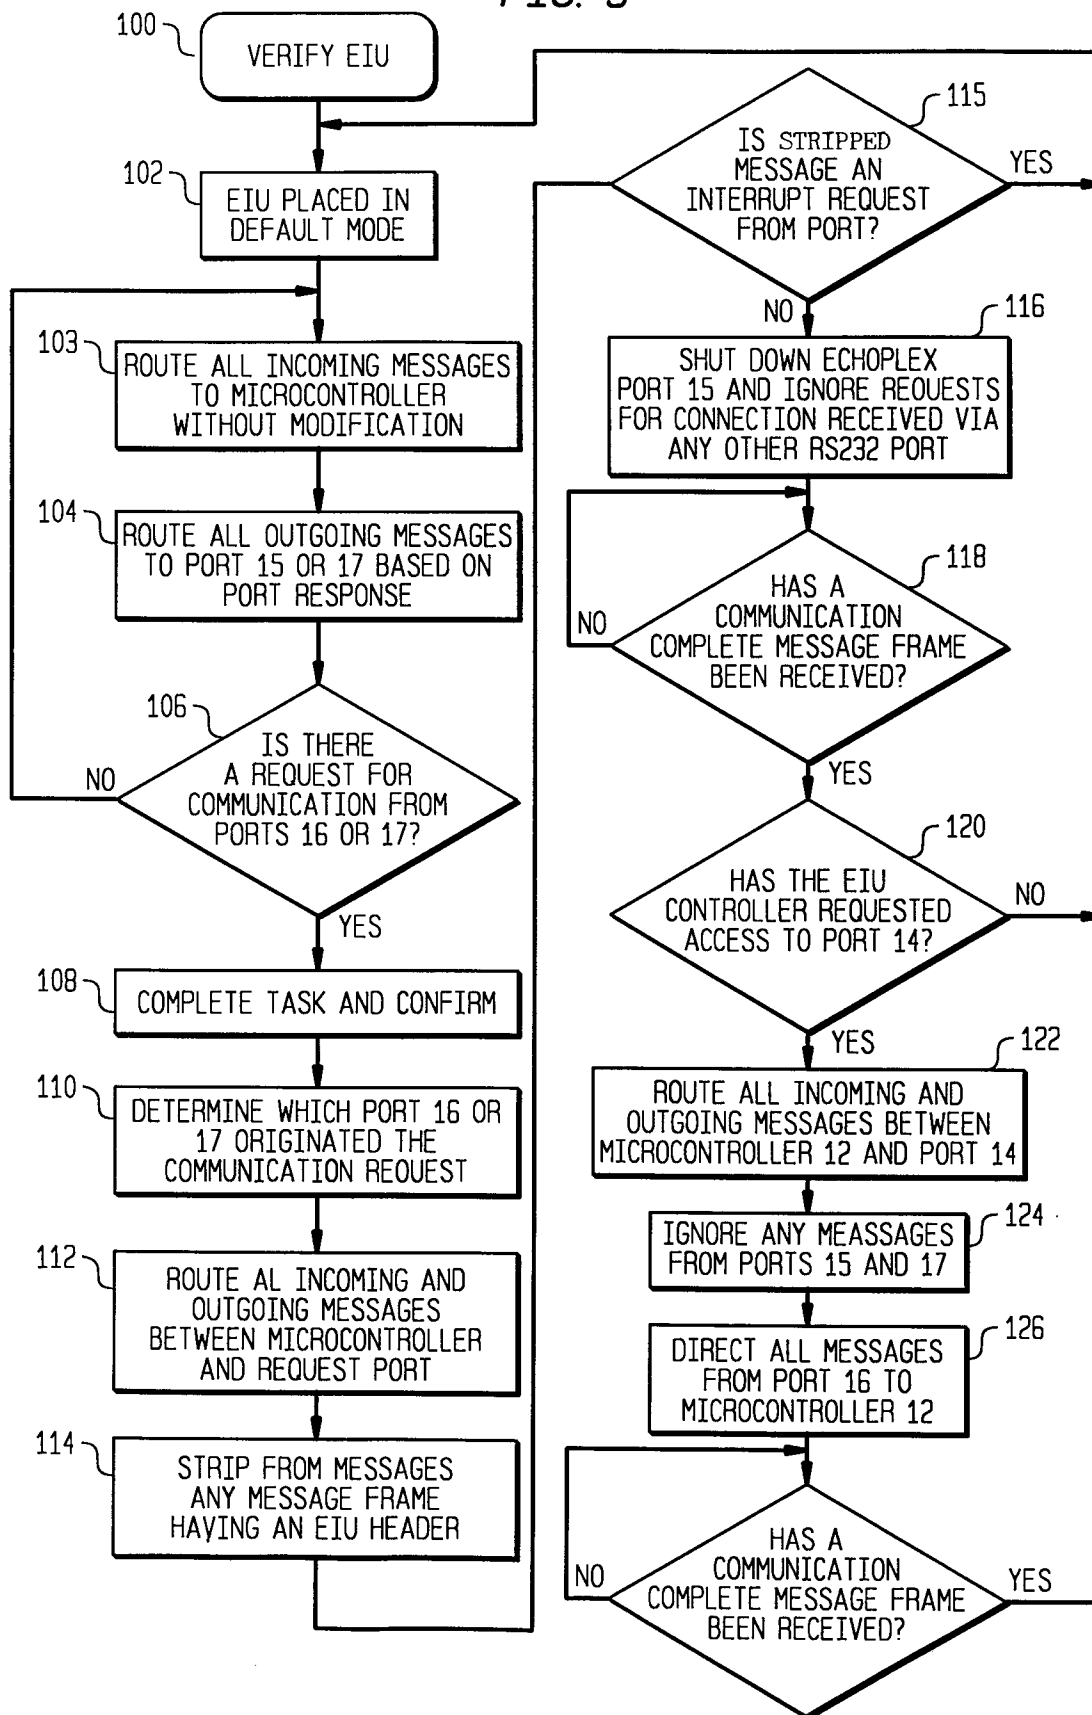 FIG. 3
100
VERIFY EIU
102
EIU PLACED IN
DEFAULT MODE
103
ROUTE ALL INCOMING MESSAGES
TO MICROCONTROLLER
WITHOUT MODIFICATION
104
ROUTE ALL OUTGOING MESSAGES
TO PORT 15 OR 17 BASED ON
PORT RESPONSE
106
IS THERE
A REQUEST FOR
COMMUNICATION FROM
PORTS 16 OR 17?
NO
YES
108
COMPLETE TASK AND CONFIRM
110
DETERMINE WHICH PORT 16 OR
17 ORIGINATED THE
COMMUNICATION REQUEST
112
ROUTE AL INCOMING AND
OUTGOING MESSAGES
BETWEEN MICROCONTROLLER
AND REQUEST PORT
114
STRIP FROM MESSAGES
ANY MESSAGE FRAME
HAVING AN EIU HEADER
115
IS STRIPPED
MESSAGE AN
INTERRUPT REQUEST
FROM PORT?
YES
NO
116
SHUT DOWN ECHOPLEX
PORT 15 AND IGNORE REQUESTS
FOR CONNECTION RECEIVED VIA
ANY OTHER RS232 PORT
118
HAS A
COMMUNICATION
COMPLETE MESSAGE FRAME
BEEN RECEIVED?
NO
YES
120
HAS THE EIU
CONTROLLER REQUESTED
ACCESS TO PORT 14?
NO
YES
122
ROUTE ALL INCOMING AND
OUTGOING MESSAGES BETWEEN
MICROCONTROLLER 12 AND PORT 14
124
IGNORE ANY MEASSAGES
FROM PORTS 15 AND 17
126
DIRECT ALL MESSAGES
FROM PORT 16 TO
MICROCONTROLLER 12
HAS A
COMMUNICATION
COMPLETE MESSAGE FRAME
BEEN RECEIVED?
NO
YES